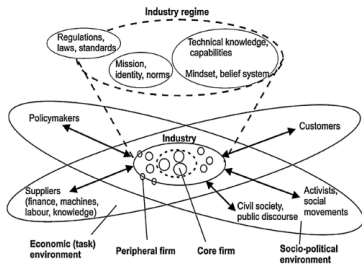 Industry regime
Regulations,
laws, standards
Technical knowledge,
capabilities
Mission,
identity, norms
Mindset, belief system
Policymakers
Customers
Industry
Suppliers
(finance, machines,
labour, knowledge)
Activists,
social
movements
Civil society,
public discourse
Economic (task)
environment
Peripheral firm
Core firm
Socio-political
environment